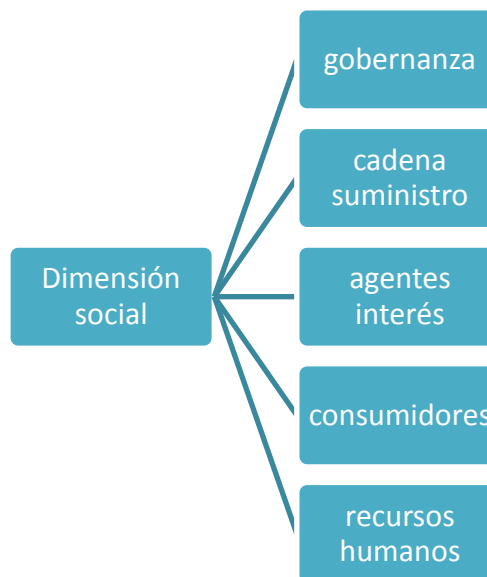 gobernanza
cadena
suministro
Dimensión
social
agentes
interés
consumidores
recursos
humanos